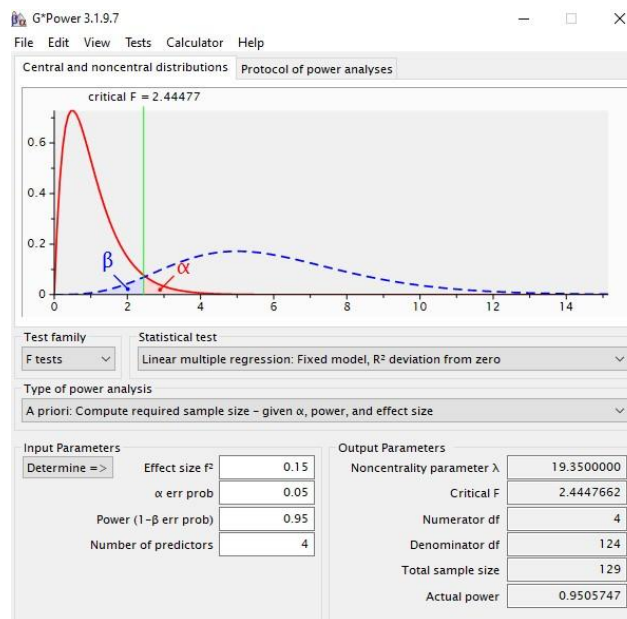 G*Power 3.1.9.7
File Edit View Tests Calculator Help
Central and noncentral distributions Protocol of power analyses
critical F = 2.44477
0.6
0.4
0.2
0
β
α
0 2 4 6 8 10 12 14
Test family Statistical test
F tests Linear multiple regression: Fixed model, R² deviation from zero
Type of power analysis
A priori: Compute required sample size – given α, power, and effect size
Input Parameters Output Parameters
Determine => Effect size f² 0.15 Noncentrality parameter λ 19.3500000
α err prob 0.05 Critical F 2.4447662
Power (1-β err prob) 0.95 Numerator df 4
Number of predictors 4 Denominator df 124
Total sample size 129
Actual power 0.9505747